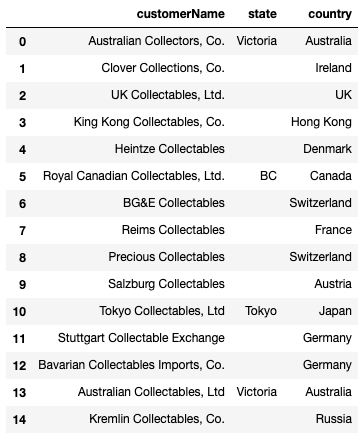 customerName state country
0 Australian Collectors, Co. Victoria Australia
1 Clover Collections, Co. Ireland
2 UK Collectables, Ltd. UK
3 King Kong Collectables, Co. Hong Kong
4 Heintze Collectables Denmark
5 Royal Canadian Collectables, Ltd. BC Canada
6 BG&E Collectables Switzerland
7 Reims Collectables France
8 Precious Collectables Switzerland
9 Salzburg Collectables Austria
10 Tokyo Collectables, Ltd Tokyo Japan
11 Stuttgart Collectable Exchange Germany
12 Bavarian Collectables Imports, Co. Germany
13 Australian Collectables, Ltd Victoria Australia
14 Kremlin Collectables, Co. Russia